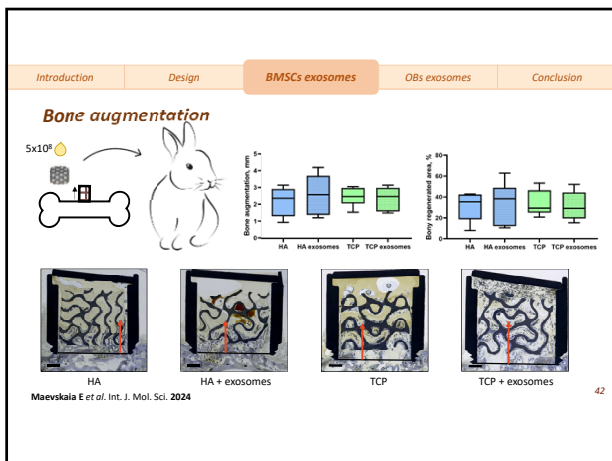 Introduction
Design
BMSCs exosomes
OBs exosomes
Conclusion
Bone augmentation
5x10⁸
Bone augmentation, mm
5
4
3
2
1
0
HA
HA exosomes
TCP
TCP exosomes
Bony regenerated area, %
80
60
40
20
0
HA
HA exosomes
TCP
TCP exosomes
HA
HA + exosomes
TCP
TCP + exosomes
Maevskaia E et al. Int. J. Mol. Sci. 2024
42